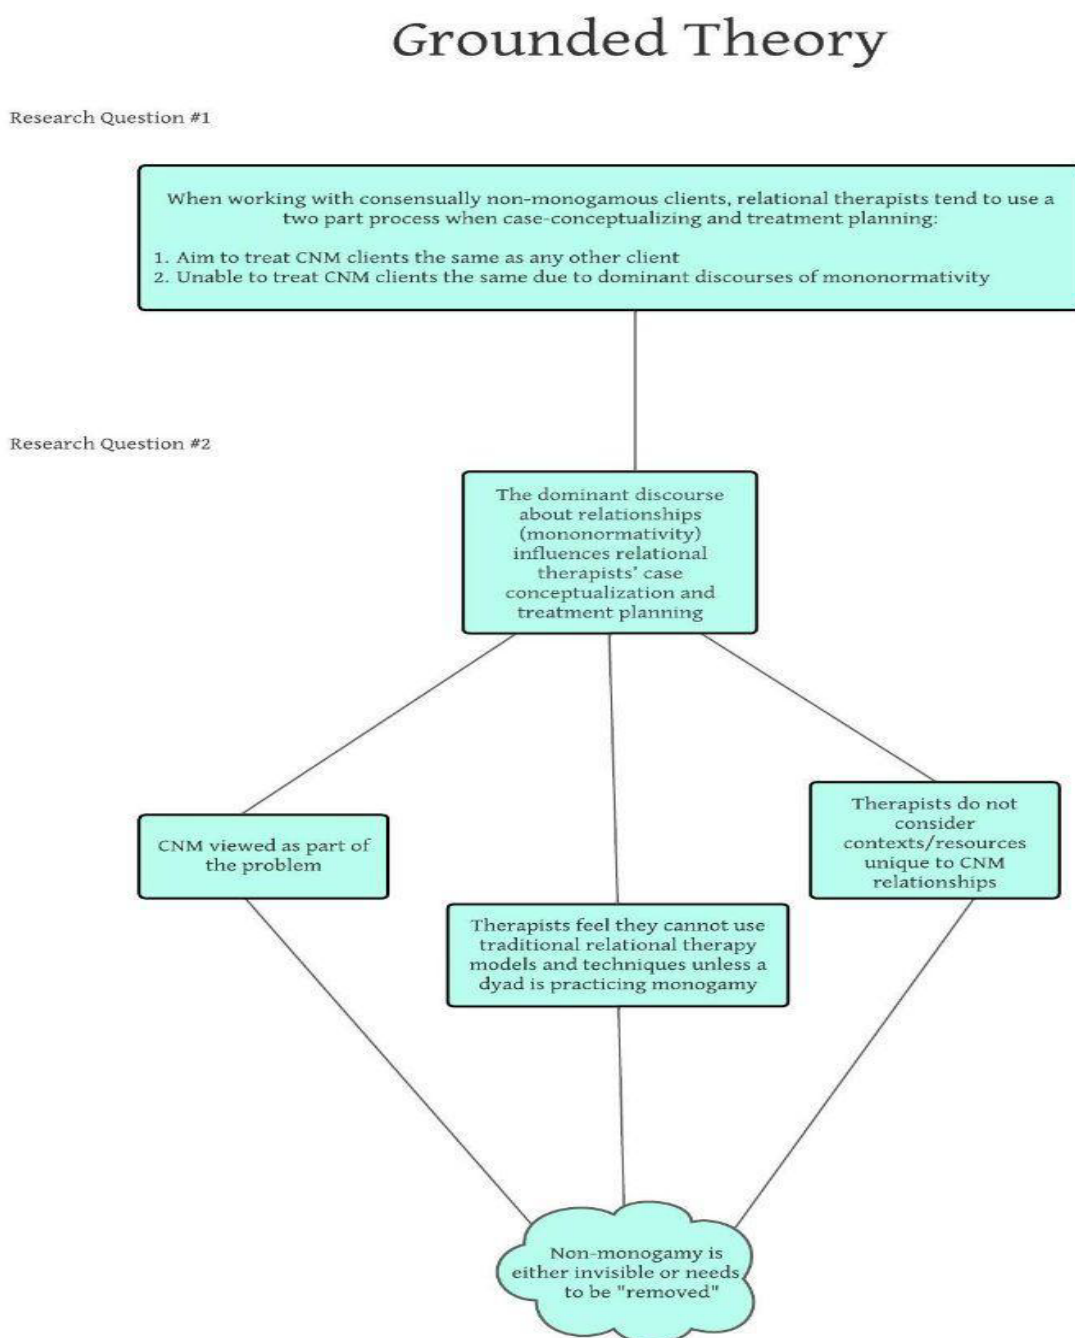 Grounded Theory
Research Question #1
When working with consensually non-monogamous clients, relational therapists tend to use a
two part process when case-conceptualizing and treatment planning:
1. Aim to treat CNM clients the same as any other client
2. Unable to treat CNM clients the same due to dominant discourses of mononormativity
Research Question #2
The dominant discourse
about relationships
(mononormativity)
influences relational
therapists' case
conceptualization and
treatment planning
CNM viewed as part of
the problem
Therapists feel they cannot use
traditional relational therapy
models and techniques unless a
dyad is practicing monogamy
Therapists do not
consider
contexts/resources
unique to CNM
relationships
Non-monogamy is
either invisible or needs
to be "removed"